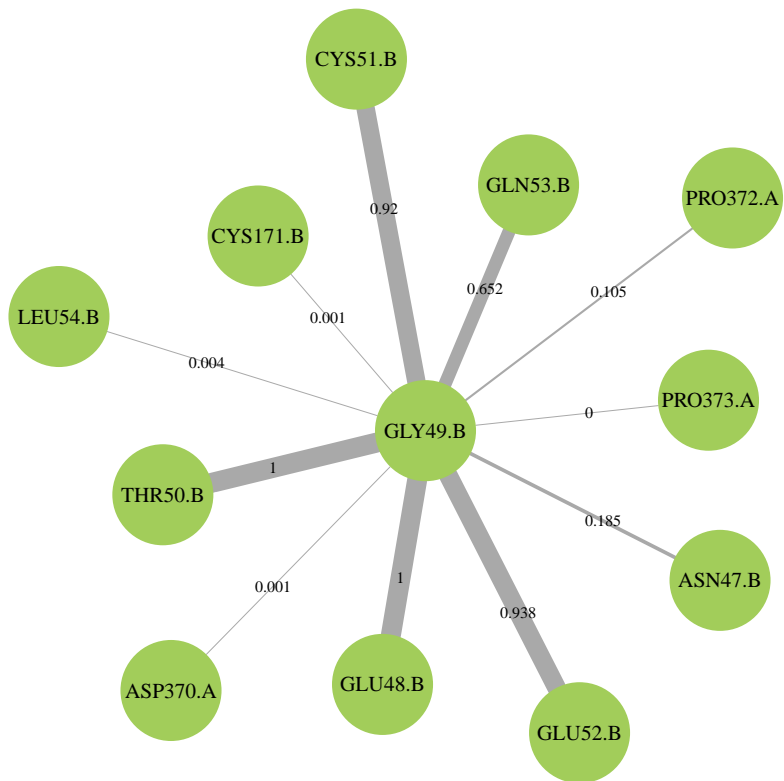 CYS51.B
GLN53.B
PRO372.A
0.92
CYS171.B
0.652
0.105
LEU54.B
0.001
0.004
PRO373.A
0
GLY49.B
1
THR50.B
0.185
0.001
1
0.938
ASN47.B
ASP370.A
GLU48.B
GLU52.B